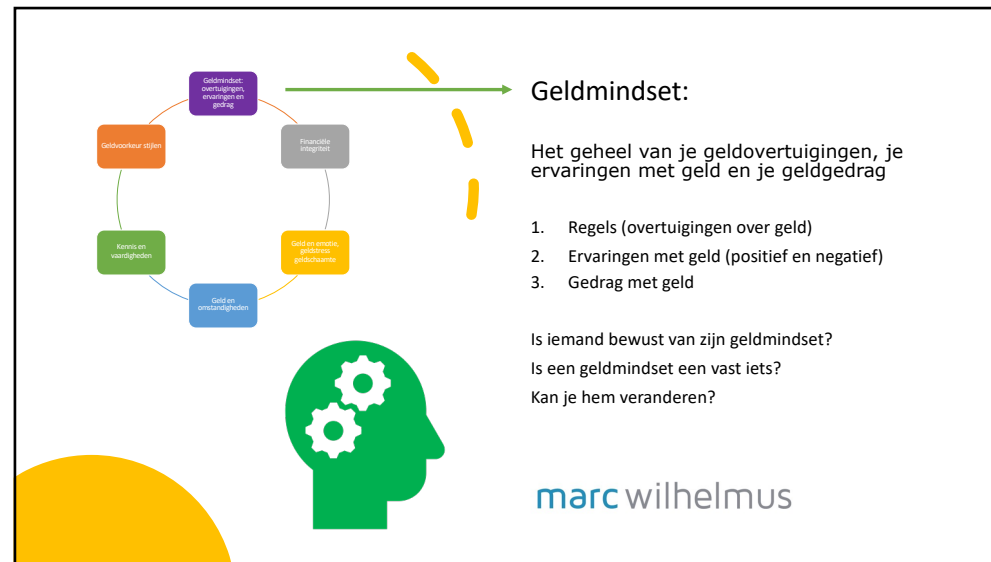 Geldmindset:
overtuigingen,
ervaringen en
gedrag
Financiële
integriteit
Geld en emotie,
geldstress
geldschaamte
Geld en
omstandigheden
Kennis en
vaardigheden
Geldvoorkeur stijlen
Geldmindset:
Het geheel van je geldovertuigingen, je
ervaringen met geld en je geldgedrag
1. Regels (overtuigingen over geld)
2. Ervaringen met geld (positief en negatief)
3. Gedrag met geld
Is iemand bewust van zijn geldmindset?
Is een geldmindset een vast iets?
Kan je hem veranderen?
marc wilhelmus